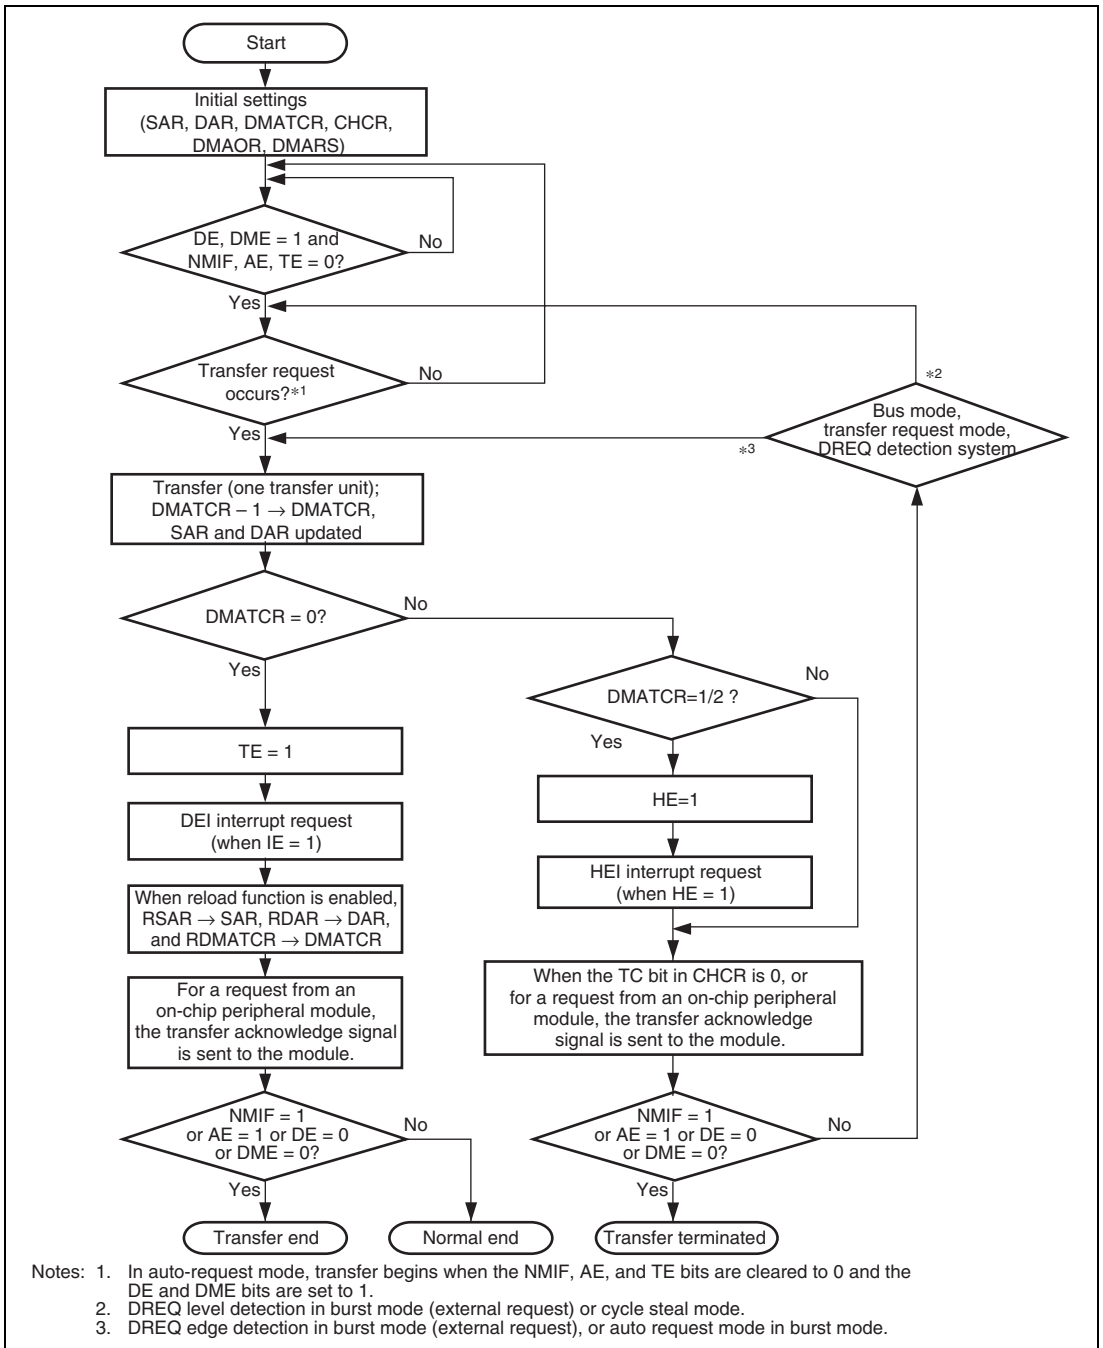 Start
Initial settings
(SAR, DAR, DMATCR, CHCR,
DMAOR, DMARS)
DE, DME = 1 and
NMIF, AE, TE = 0?
No
Yes
Transfer request
occurs?*1
No
Yes
*2
Bus mode,
transfer request mode,
DREQ detection system
*3
Transfer (one transfer unit);
DMATCR – 1 → DMATCR,
SAR and DAR updated
DMATCR = 0?
No
Yes
DMATCR=1/2 ?
No
Yes
TE = 1
HE=1
DEI interrupt request
(when IE = 1)
HEI interrupt request
(when HE = 1)
When reload function is enabled,
RSAR → SAR, RDAR → DAR,
and RDMATCR → DMATCR
When the TC bit in CHCR is 0, or
for a request from an on-chip peripheral
module, the transfer acknowledge
signal is sent to the module.
For a request from an
on-chip peripheral module,
the transfer acknowledge signal
is sent to the module.
NMIF = 1
or AE = 1 or DE = 0
or DME = 0?
No
Yes
NMIF = 1
or AE = 1 or DE = 0
or DME = 0?
No
Yes
Transfer end
Normal end
Transfer terminated
Notes: 1. In auto-request mode, transfer begins when the NMIF, AE, and TE bits are cleared to 0 and the
DE and DME bits are set to 1.
2. DREQ level detection in burst mode (external request) or cycle steal mode.
3. DREQ edge detection in burst mode (external request), or auto request mode in burst mode.